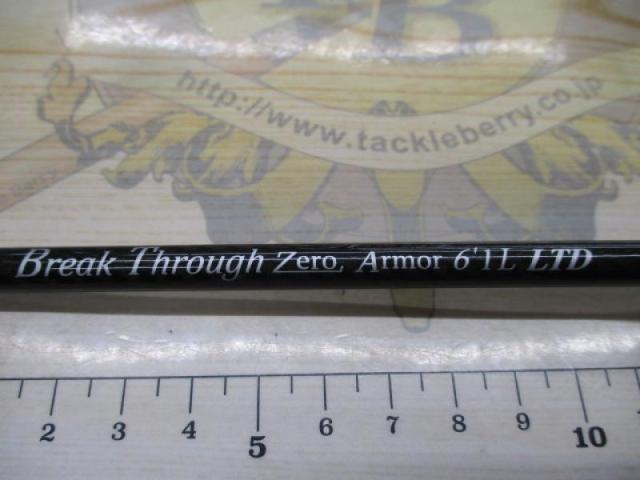 B
http://www.tackleberry.co.jp
Break Through Zero Armor 6'1L LTD
2 3 4 5 6 7 8 9 10